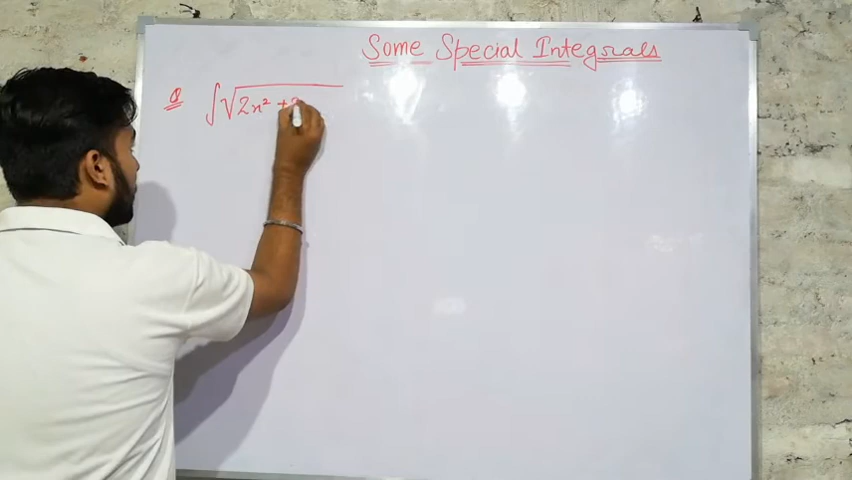 Some Special Integrals
Q ∫√2x² +